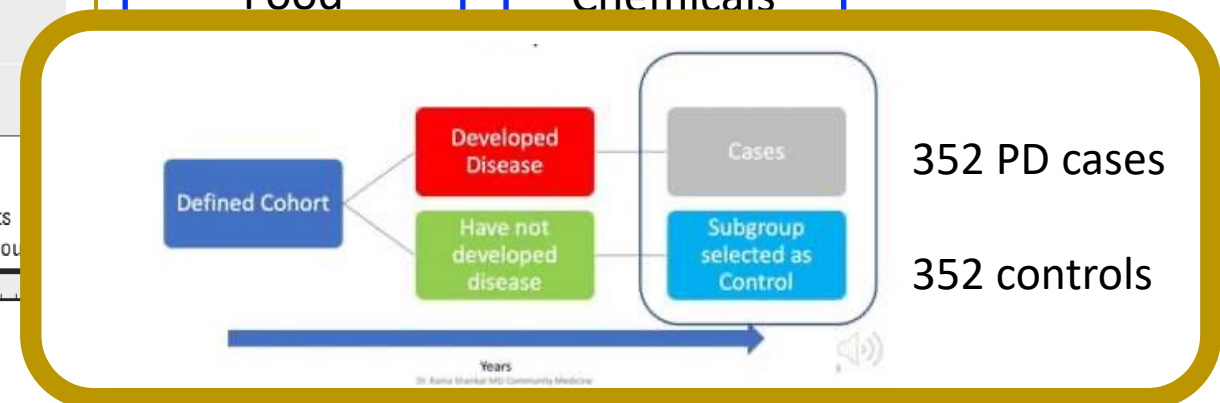 Food
Chemicals
Developed
Disease
Cases
352 PD cases
Defined Cohort
Have not
developed
disease
Subgroup
selected as
Control
352 controls
Years
Dr. Rama Shankar MD Community Medicine